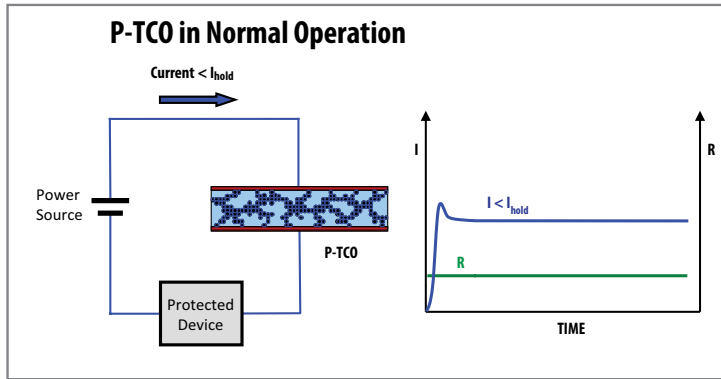 P-TCO in Normal Operation
Current < Ihold
Power
Source
P-TCO
Protected
Device
I
R
I < Ihold
R
TIME